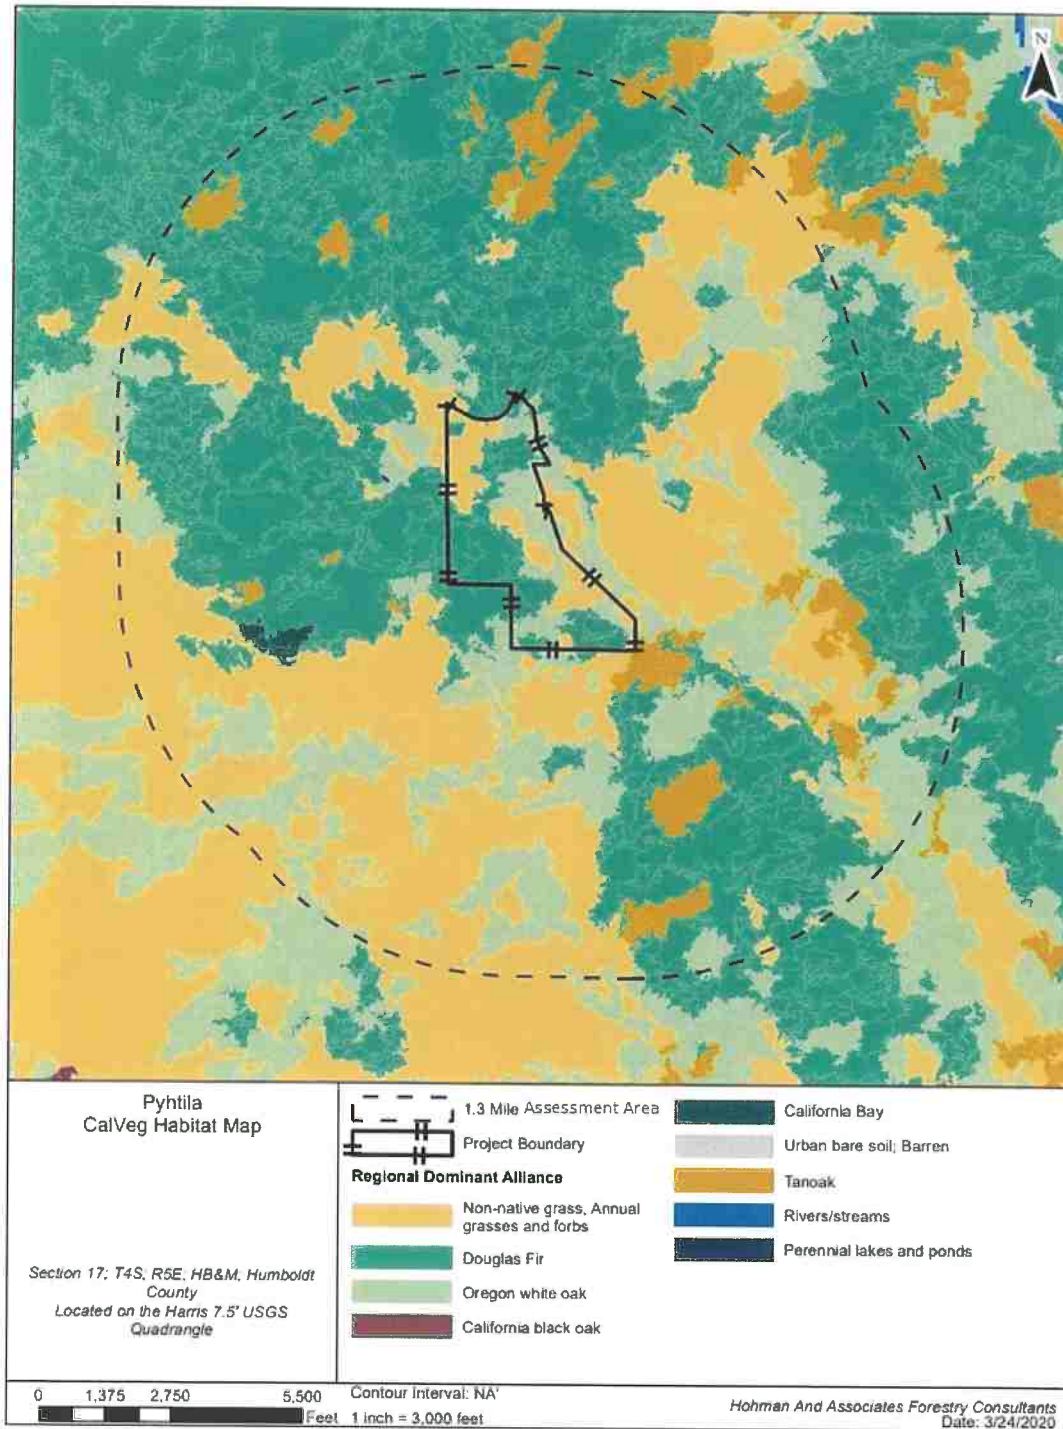 N
Pyhtila
CalVeg Habitat Map
Section 17; T4S, R5E, HB&M, Humboldt
County
Located on the Harris 7.5' USGS
Quadrangle
1.3 Mile Assessment Area
Project Boundary
Regional Dominant Alliance
Non-native grass, Annual
grasses and forbs
Douglas Fir
Oregon white oak
California black oak
California Bay
Urban bare soil; Barren
Tanoak
Rivers/streams
Perennial lakes and ponds
0 1,375 2,750 5,500
Feet
Contour Interval: NA'
1 inch = 3,000 feet
Hohman And Associates Forestry Consultants
Date: 3/24/2020